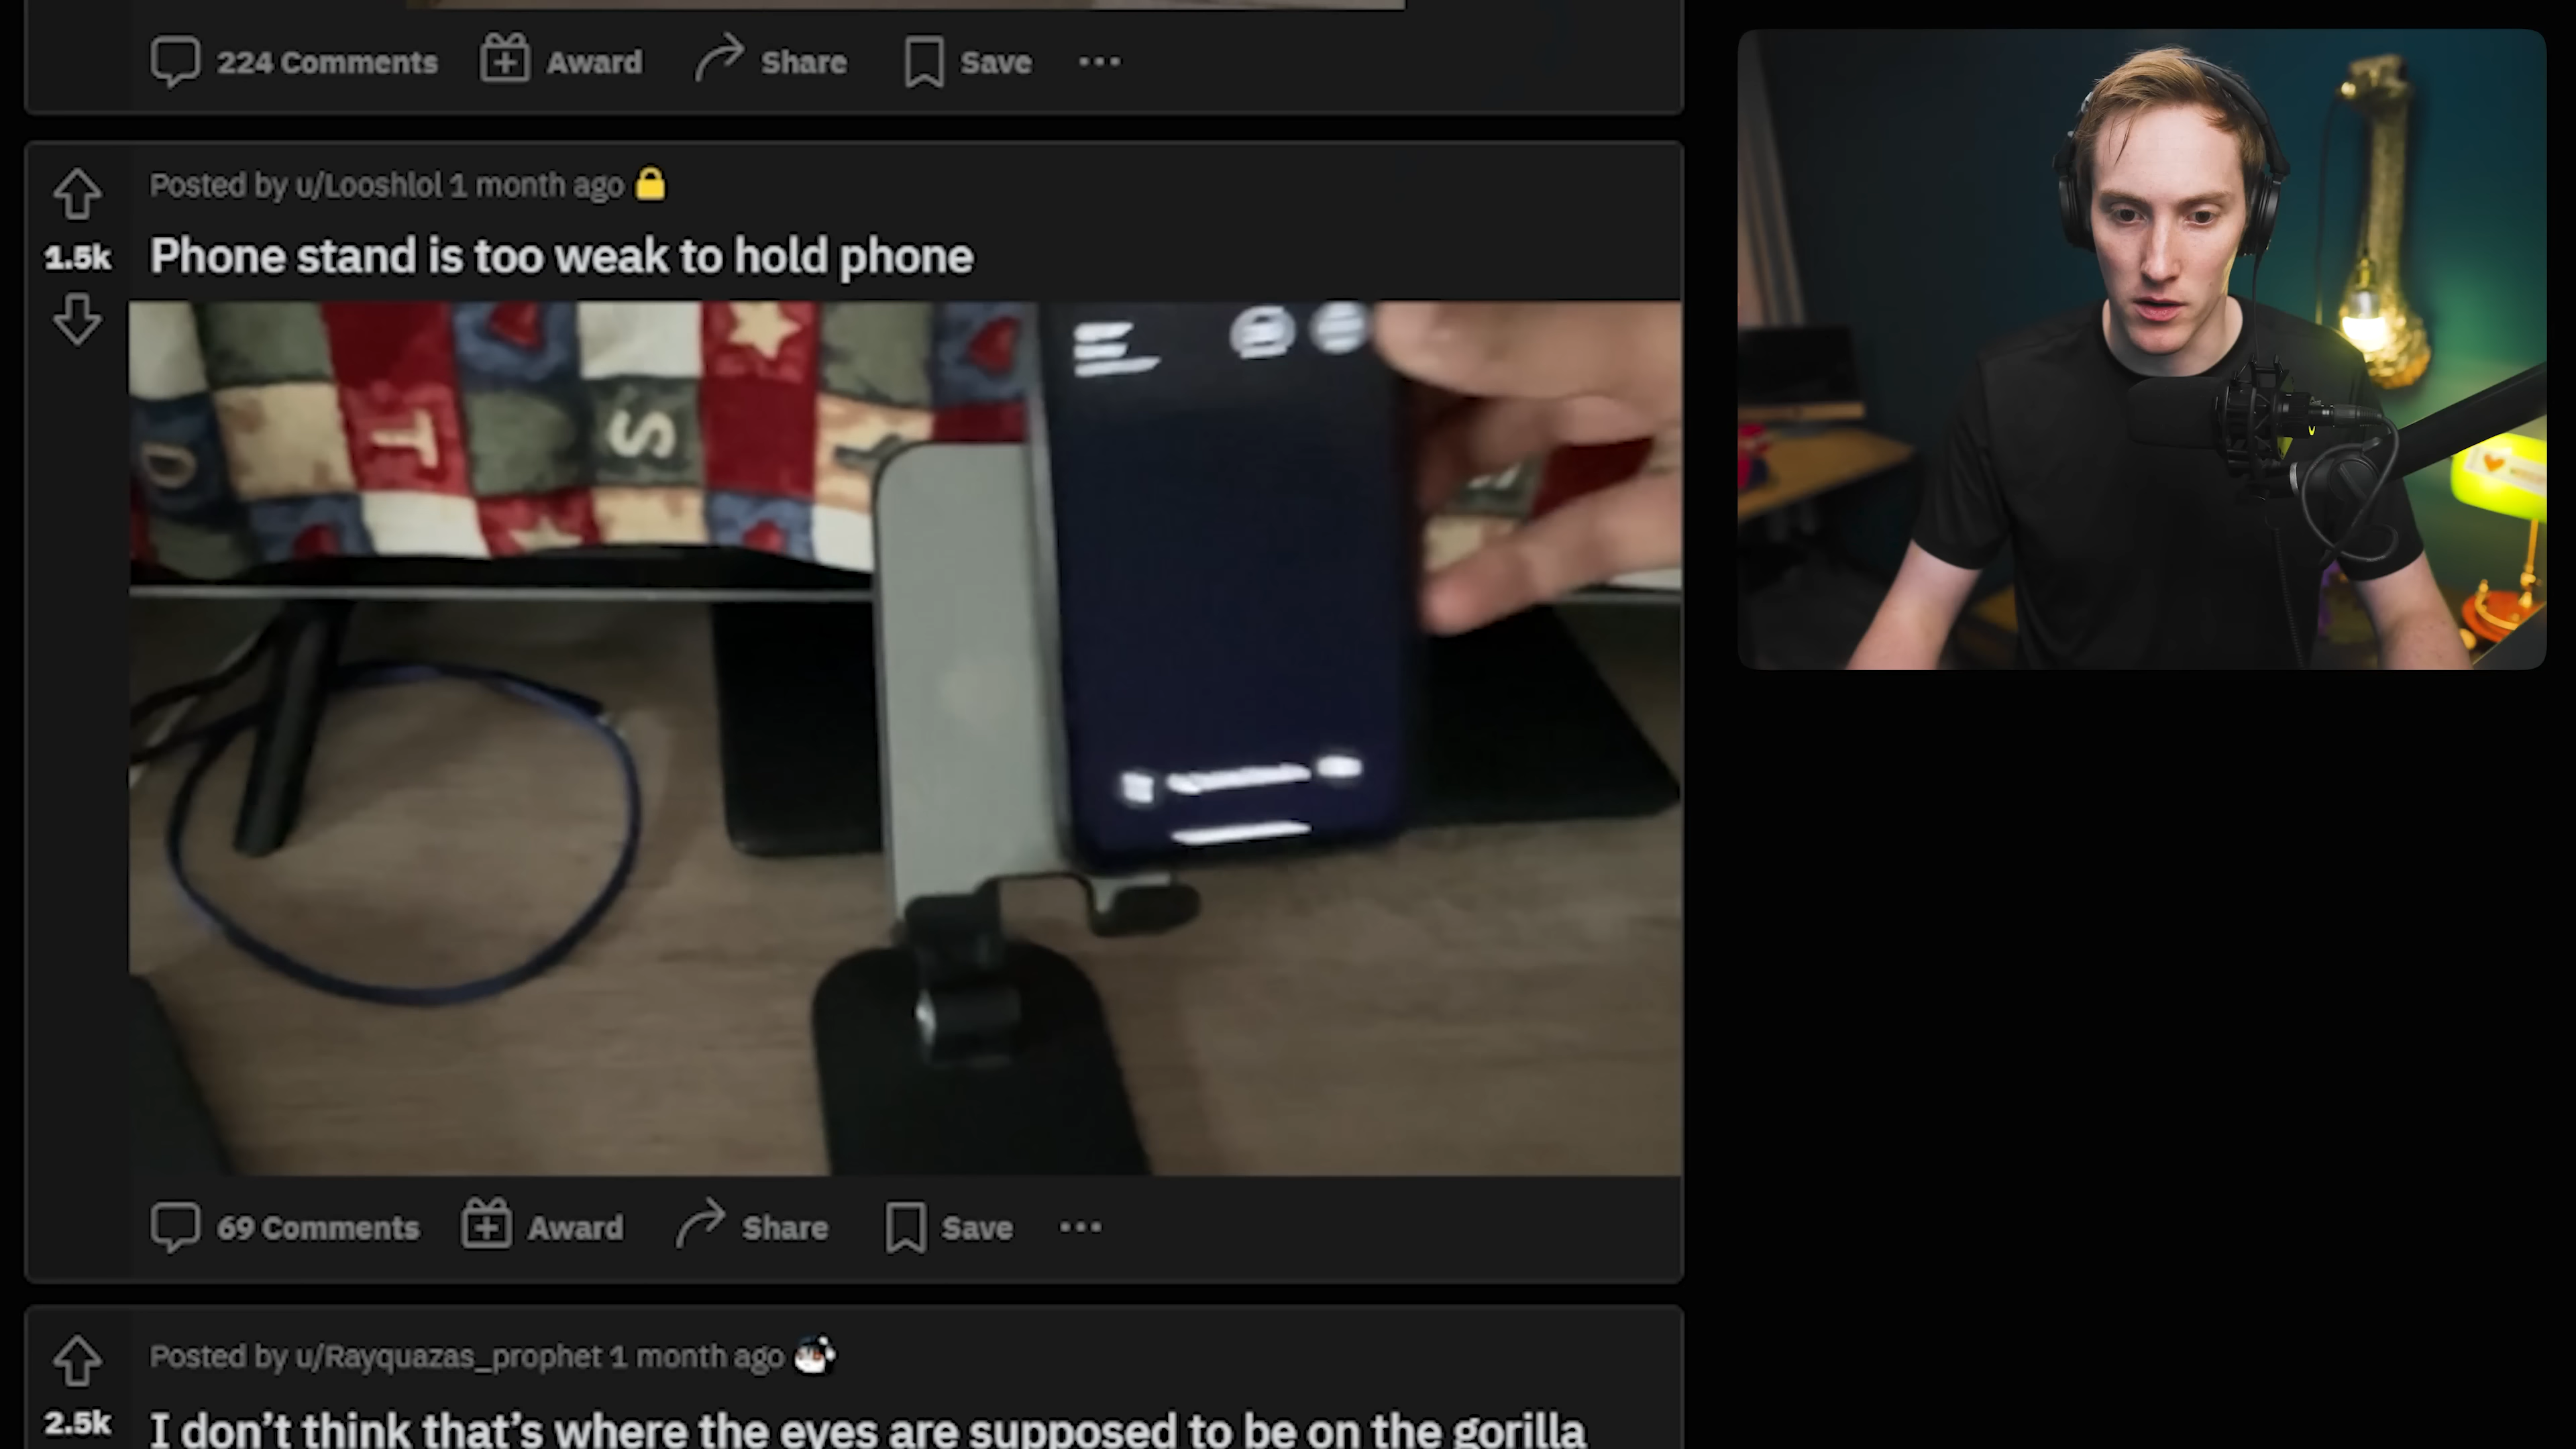 224 Comments Award Share Save
Posted by u/Looshlol 1 month ago
1.5k
Phone stand is too weak to hold phone
T
S
D
69 Comments Award Share Save
Posted by u/Rayquazas_prophet 1 month ago
2.5k
I don't think that's where the eyes are supposed to be on the gorilla